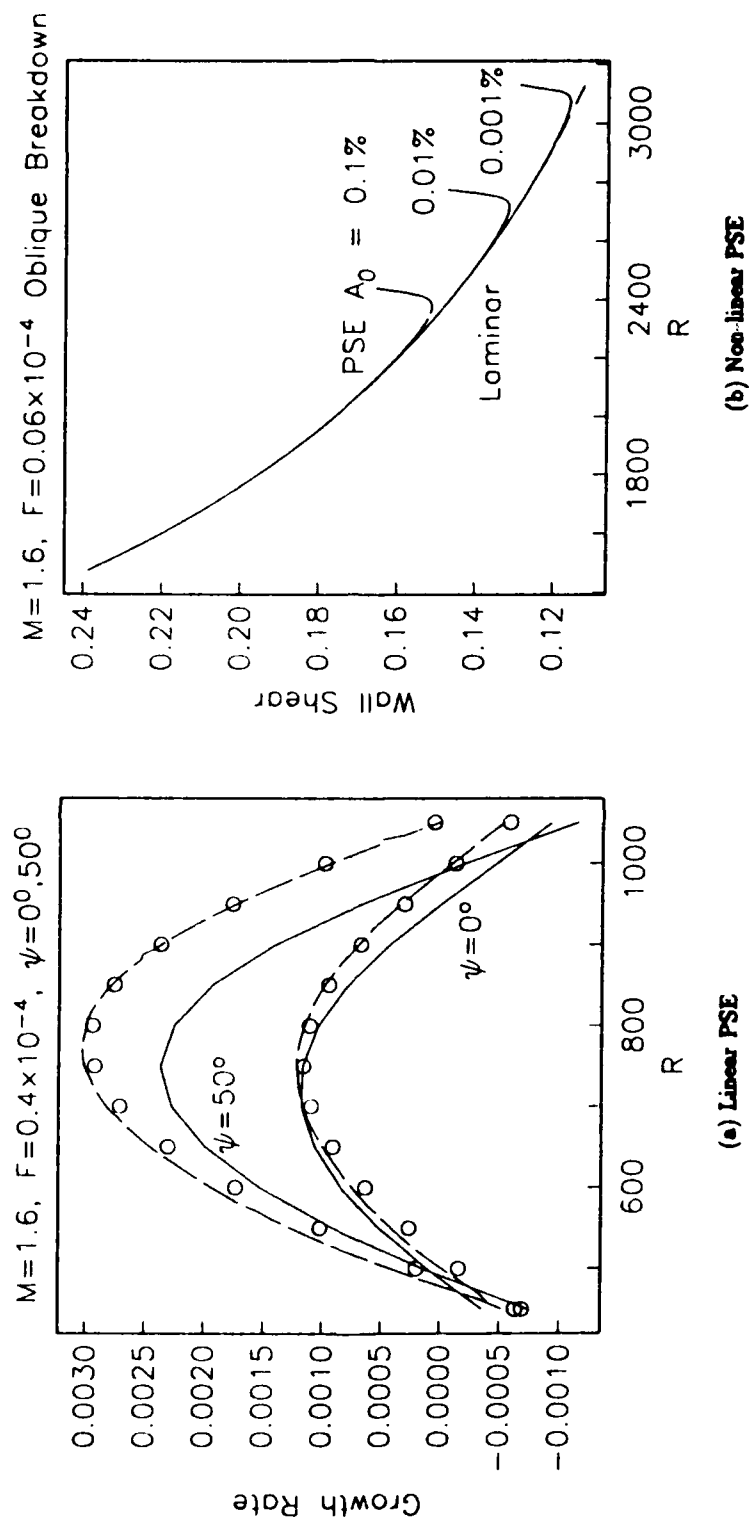 M=1.6, F=0.4×10⁻⁴, ψ=0⁰,50⁰
Growth Rate
0.0030
0.0025
0.0020
0.0015
0.0010
0.0005
0.0000
−0.0005
−0.0010
ψ=50°
ψ=0°
600
800
1000
R
(a) Linear PSE
M=1.6, F=0.06×10⁻⁴ Oblique Breakdown
Wall Shear
0.24
0.22
0.20
0.18
0.16
0.14
0.12
PSE A₀ = 0.1%
0.01%
0.001%
Laminar
1800
2400
3000
R
(b) Non-linear PSE